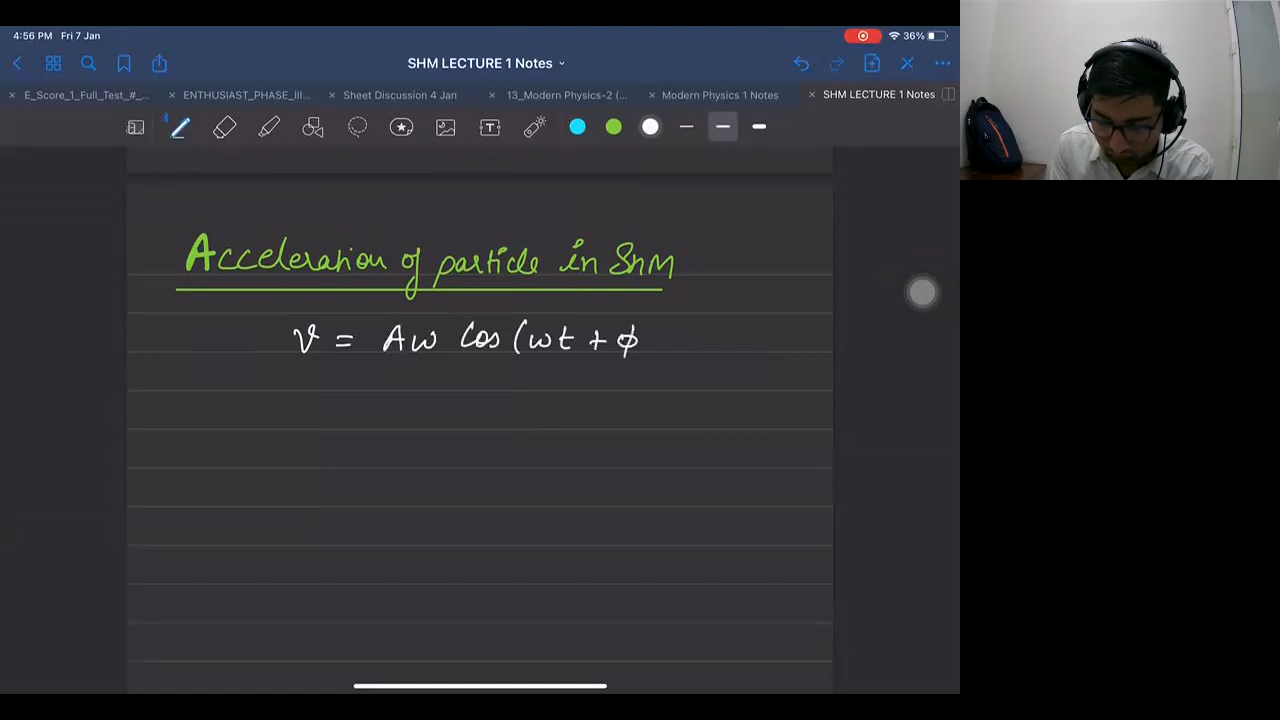 4:56 PM Fri 7 Jan
36%
SHM LECTURE 1 Notes
E_Score_1_Full_Test_#_...
ENTHUSIAST_PHASE_III...
Sheet Discussion 4 Jan
13_Modern Physics-2 (...
Modern Physics 1 Notes
SHM LECTURE 1 Notes
Acceleration of particle in SHM
v = Aω Cos (ωt + ϕ